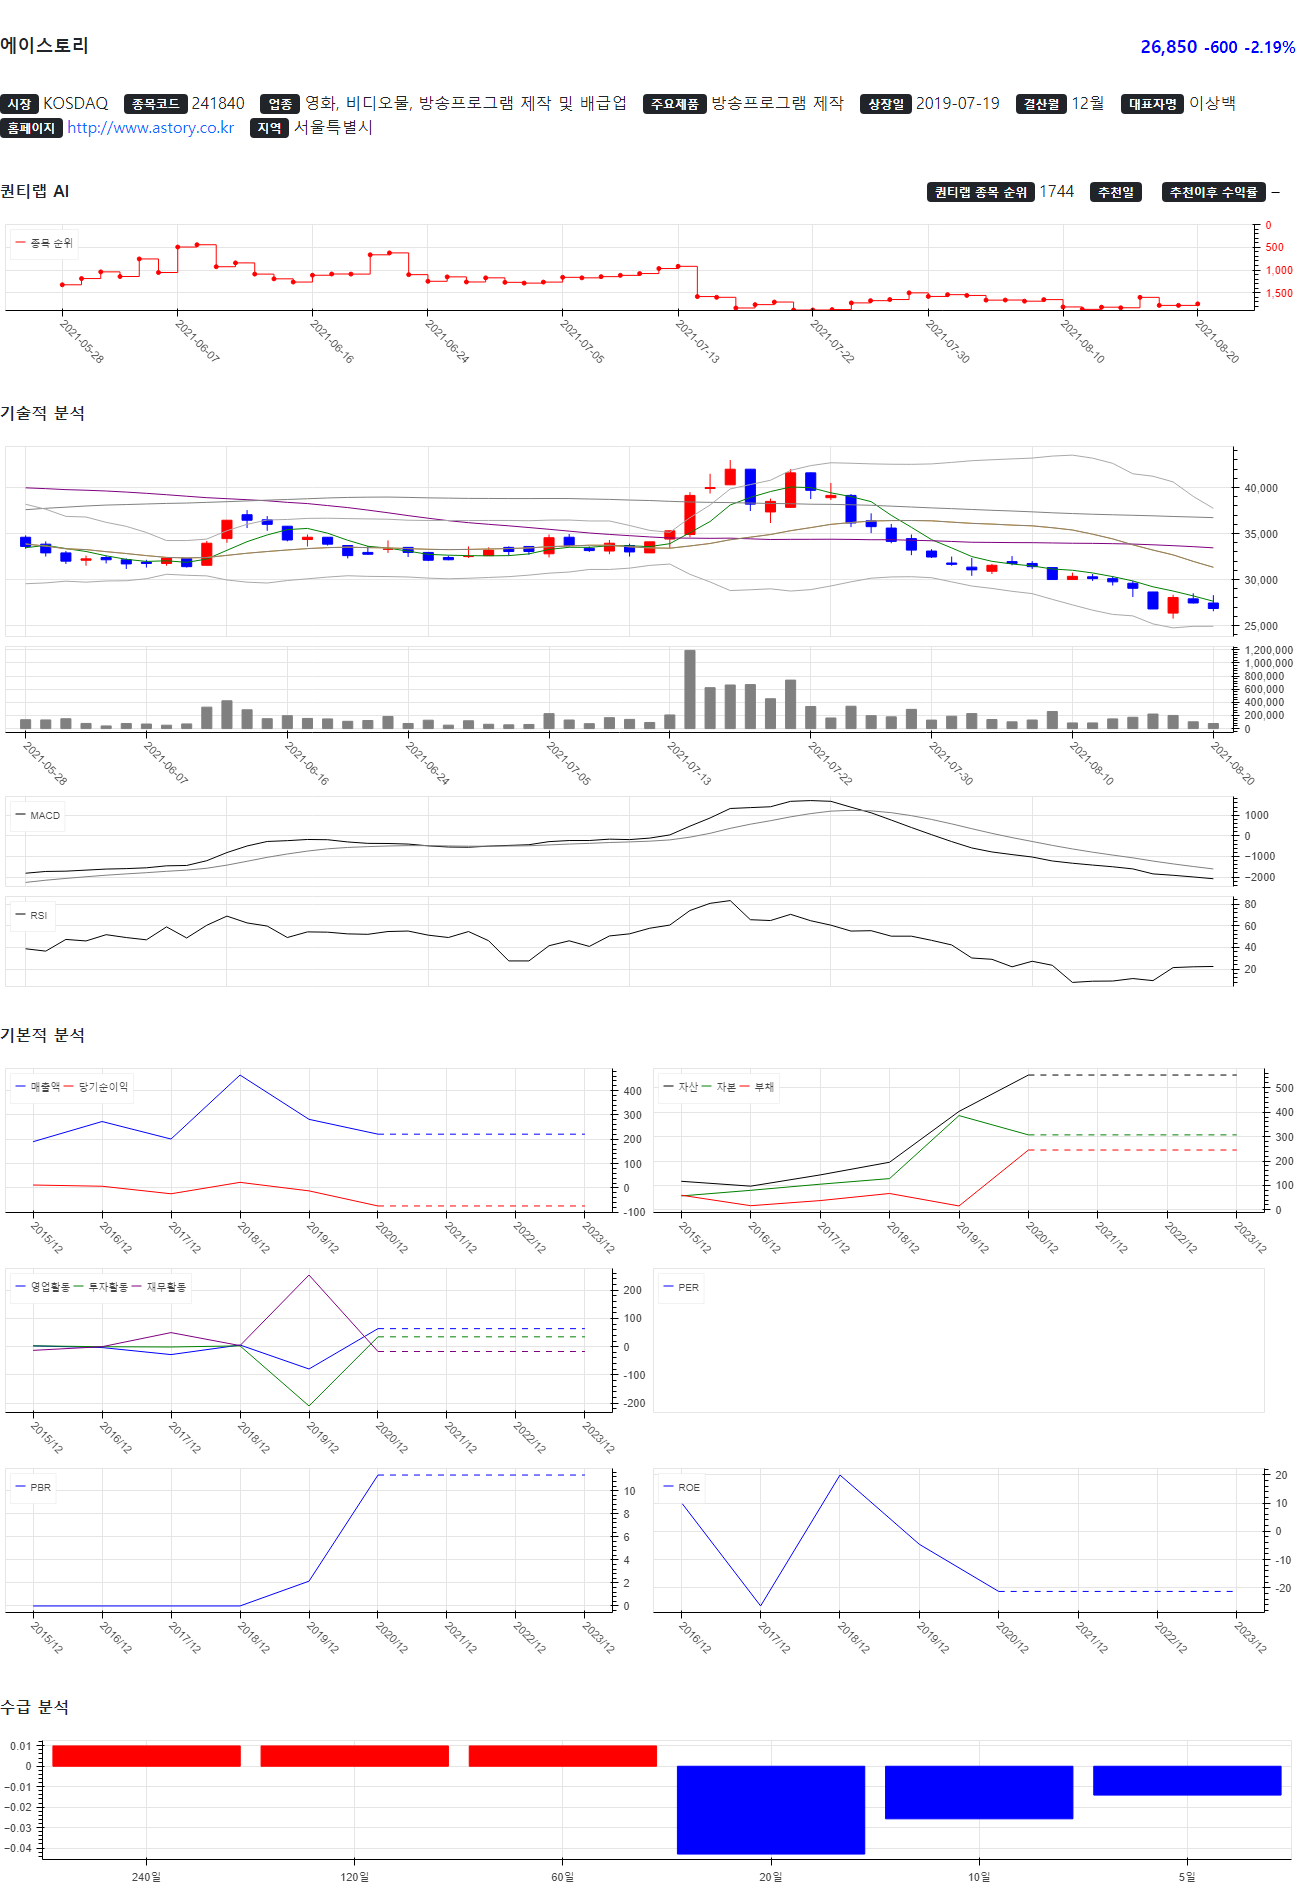 에이스토리
26,850 -600 -2.19%
시장 KOSDAQ 종목코드 241840 업종 영화, 비디오물, 방송프로그램 제작 및 배급업 주요제품 방송프로그램 제작 상장일 2019-07-19 결산월 12월 대표자명 이상백
홈페이지 http://www.astory.co.kr 지역 서울특별시
퀀티랩 AI
퀀티랩 종목 순위 1744 추천일 추천이후 수익률 –
종목 순위
0
500
1,000
1,500
2021-05-28 2021-06-07 2021-06-16 2021-06-24 2021-07-05 2021-07-13 2021-07-22 2021-07-30 2021-08-10 2021-08-20
기술적 분석
40,000
35,000
30,000
25,000
1,200,000
1,000,000
800,000
600,000
400,000
200,000
0
2021-05-28 2021-06-07 2021-06-16 2021-06-24 2021-07-05 2021-07-13 2021-07-22 2021-07-30 2021-08-10 2021-08-20
MACD
1000
0
−1000
−2000
RSI
80
60
40
20
기본적 분석
매출액 당기순이익
400
300
200
100
0
-100
2015/12 2016/12 2017/12 2018/12 2019/12 2020/12 2021/12 2022/12 2023/12
자산 자본 부채
500
400
300
200
100
0
2015/12 2016/12 2017/12 2018/12 2019/12 2020/12 2021/12 2022/12 2023/12
영업활동 투자활동 재무활동
200
100
0
-100
-200
2015/12 2016/12 2017/12 2018/12 2019/12 2020/12 2021/12 2022/12 2023/12
PER
PBR
10
8
6
4
2
0
2015/12 2016/12 2017/12 2018/12 2019/12 2020/12 2021/12 2022/12 2023/12
ROE
20
10
0
-10
-20
2016/12 2017/12 2018/12 2019/12 2020/12 2021/12 2022/12 2023/12
수급 분석
0.01
0
−0.01
−0.02
−0.03
−0.04
240일 120일 60일 20일 10일 5일